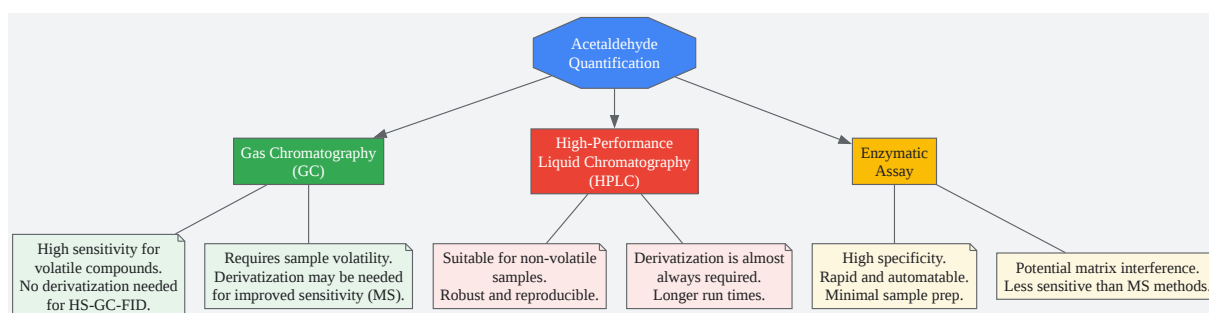 Acetaldehyde
Quantification
Gas Chromatography
(GC)
High-Performance
Liquid Chromatography
(HPLC)
Enzymatic
Assay
High sensitivity for
volatile compounds.
No derivatization needed
for HS-GC-FID.
Requires sample volatility.
Derivatization may be needed
for improved sensitivity (MS).
Suitable for non-volatile
samples.
Robust and reproducible.
Derivatization is almost
always required.
Longer run times.
High specificity.
Rapid and automatable.
Minimal sample prep.
Potential matrix interference.
Less sensitive than MS methods.